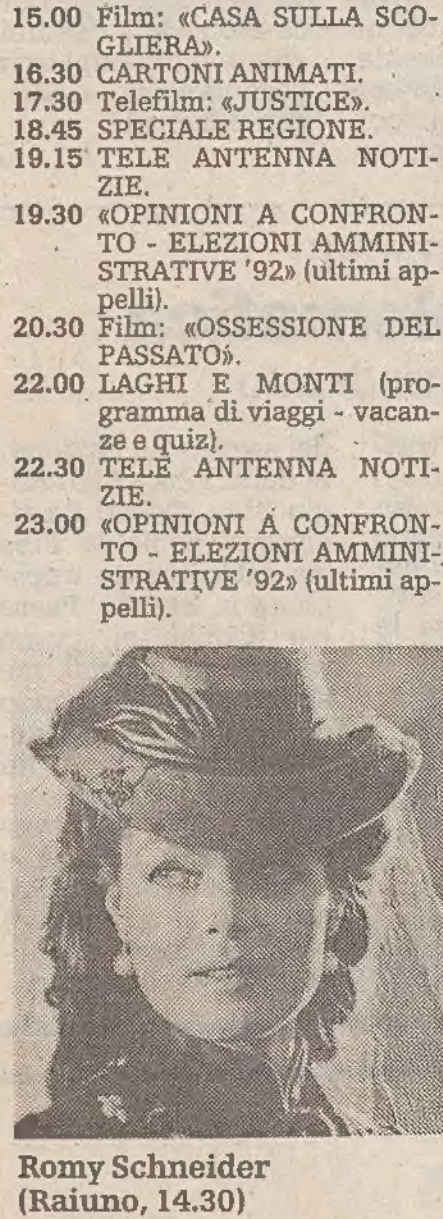 15.00 Film: «CASA SULLA SCO-
GLIERA».
16.30 CARTONI ANIMATI.
17.30 Telefilm: «JUSTICE».
18.45 SPECIALE REGIONE.
19.15 TELE ANTENNA NOTI-
ZIE.
19.30 «OPINIONI A CONFRON-
TO - ELEZIONI AMMINI-
STRATIVE '92» (ultimi ap-
pelli).
20.30 Film: «OSSESSIONE DEL
PASSATO».
22.00 LAGHI E MONTI (pro-
gramma di viaggi - vacan-
ze e quiz).
22.30 TELE ANTENNA NOTI-
ZIE.
23.00 «OPINIONI A CONFRON-
TO - ELEZIONI AMMINI-
STRATIVE '92» (ultimi ap-
pelli).
Romy Schneider
(Raiuno, 14.30)